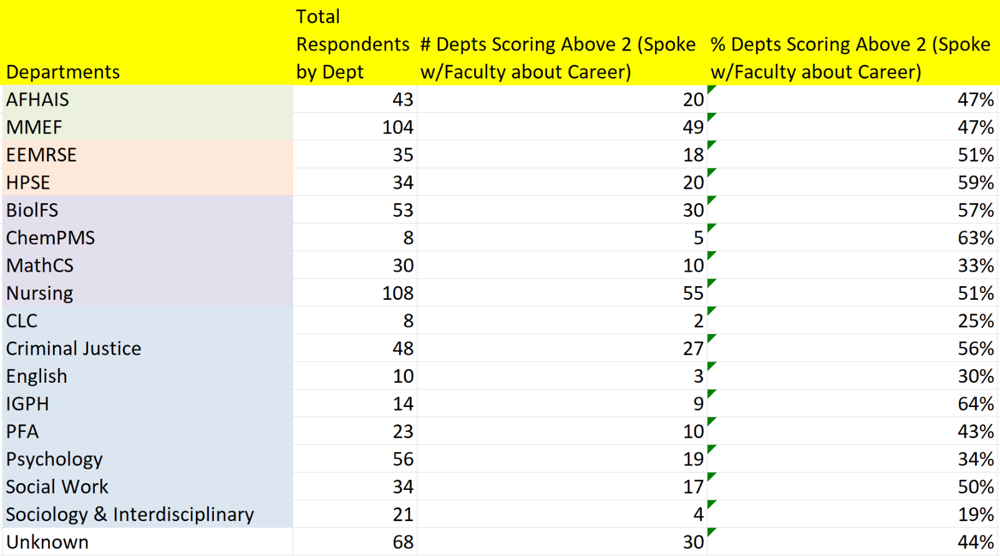 Departments Total Respondents by Dept # Depts Scoring Above 2 (Spoke w/Faculty about Career) % Depts Scoring Above 2 (Spoke w/Faculty about Career)
AFHAIS 43 20 47%
MMEF 104 49 47%
EEMRSE 35 18 51%
HPSE 34 20 59%
BiolFS 53 30 57%
ChemPMS 8 5 63%
MathCS 30 10 33%
Nursing 108 55 51%
CLC 8 2 25%
Criminal Justice 48 27 56%
English 10 3 30%
IGPH 14 9 64%
PFA 23 10 43%
Psychology 56 19 34%
Social Work 34 17 50%
Sociology & Interdisciplinary 21 4 19%
Unknown 68 30 44%